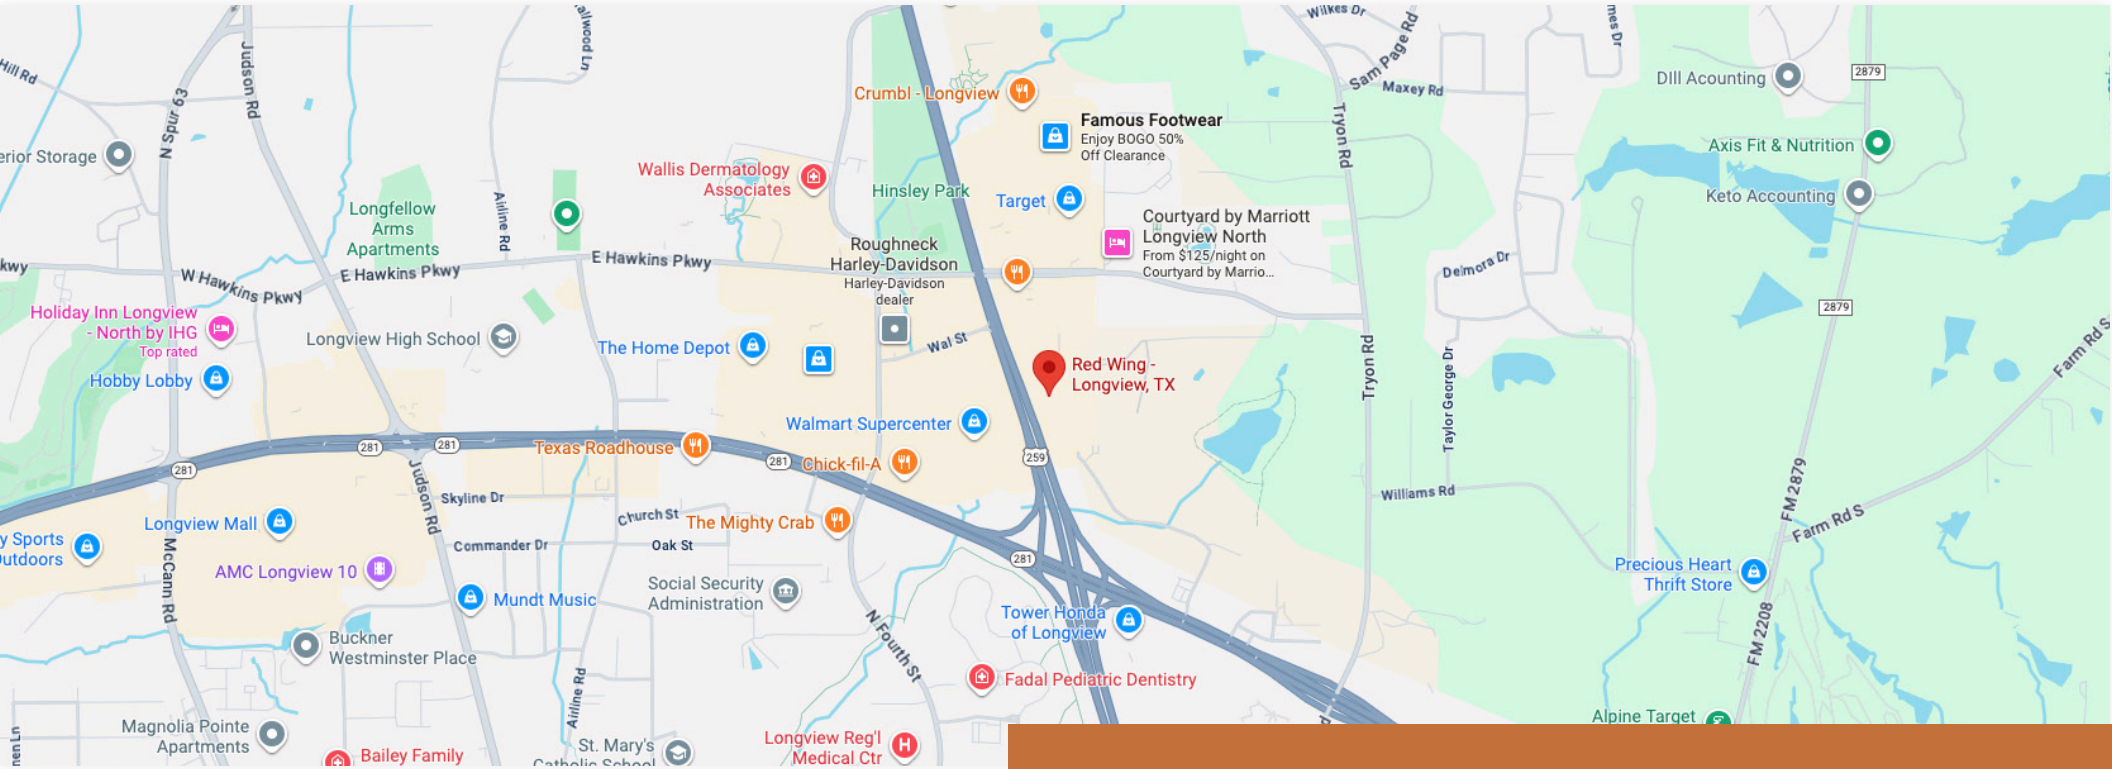 Wilkes Dr
allwood Ln
mes Dr
Sam Page Rd
Hill Rd
Judson Rd
N Spur 63
Dill Acounting
2879
Maxey Rd
Crumbl - Longview
Famous Footwear
Enjoy BOGO 50%
Off Clearance
Tryon Rd
erior Storage
Axis Fit & Nutrition
Wallis Dermatology
Associates
Hinsley Park
Target
Keto Accounting
Longfellow
Arms
Apartments
Airline Rd
Courtyard by Marriott
Longview North
From $125/night on
Courtyard by Marrio...
Roughneck
Harley-Davidson
Harley-Davidson
dealer
kwy
W Hawkins Pkwy
E Hawkins Pkwy
E Hawkins Pkwy
Delmora Dr
2879
Holiday Inn Longview
- North by IHG
Top rated
Longview High School
The Home Depot
Wal St
Red Wing -
Longview, TX
Tryon Rd
Taylor George Dr
Farm Rd S
Hobby Lobby
Walmart Supercenter
281
281
281
Texas Roadhouse
281
Chick-fil-A
259
Judson Rd
Skyline Dr
Williams Rd
FM 2879
Farm Rd S
Longview Mall
Church St
The Mighty Crab
y Sports
Outdoors
McCann Rd
Commander Dr
Oak St
281
AMC Longview 10
Mundt Music
Social Security
Administration
Precious Heart
Thrift Store
Tower Honda
of Longview
N Fourth St
FM 2208
Buckner
Westminster Place
Airline Rd
Fadal Pediatric Dentistry
Magnolia Pointe
Apartments
Alpine Target
Bailey Family
St. Mary's
Catholic School
Longview Reg'l
Medical Ctr
H